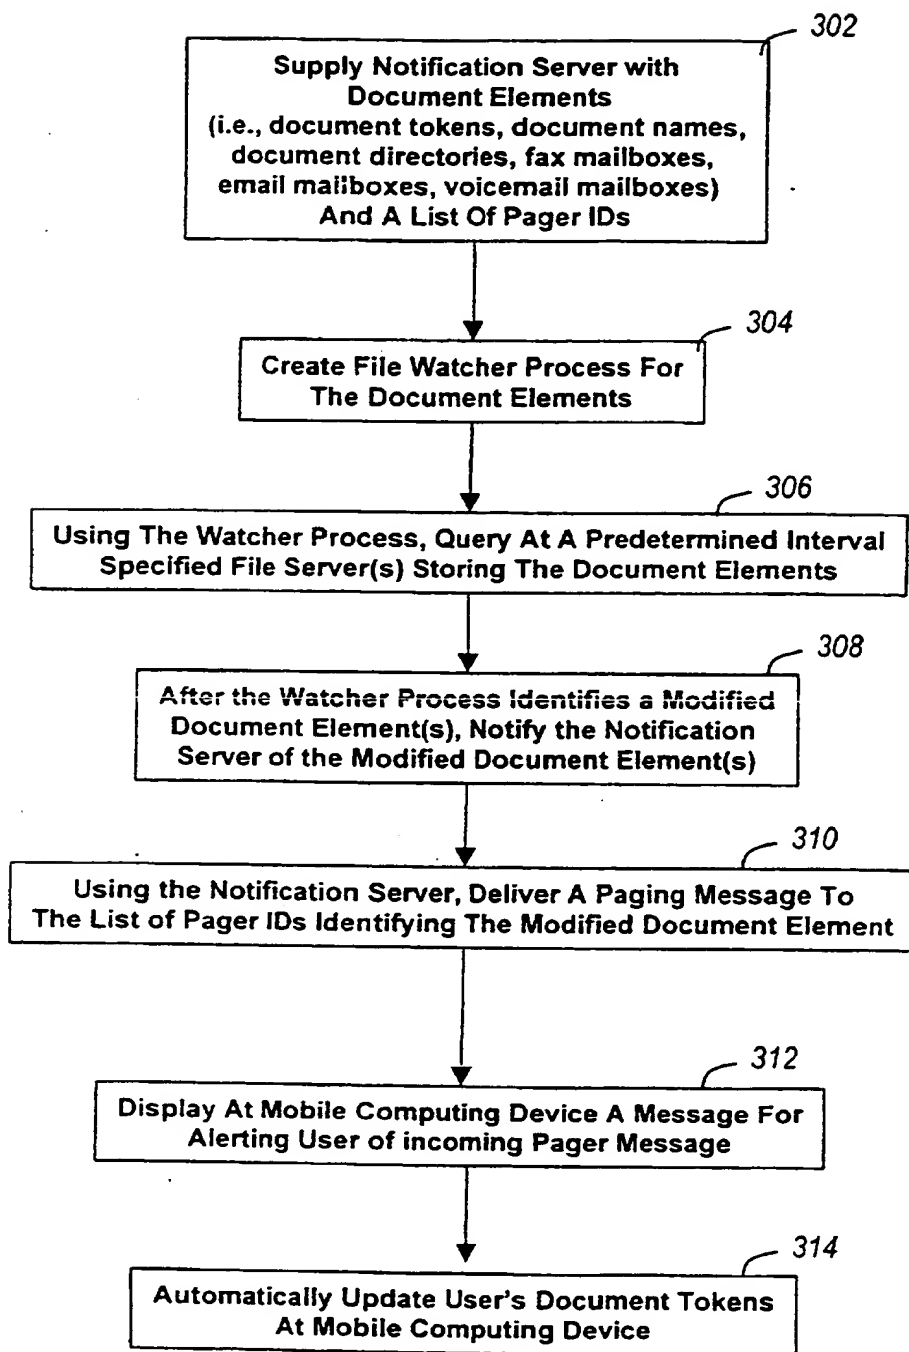 302
Supply Notification Server with
Document Elements
(i.e., document tokens, document names,
document directories, fax mailboxes,
email mailboxes, voicemail mailboxes)
And A List Of Pager IDs
304
Create File Watcher Process For
The Document Elements
306
Using The Watcher Process, Query At A Predetermined Interval
Specified File Server(s) Storing The Document Elements
308
After the Watcher Process Identifies a Modified
Document Element(s), Notify the Notification
Server of the Modified Document Element(s)
310
Using the Notification Server, Deliver A Paging Message To
The List of Pager IDs Identifying The Modified Document Element
312
Display At Mobile Computing Device A Message For
Alerting User of incoming Pager Message
314
Automatically Update User's Document Tokens
At Mobile Computing Device